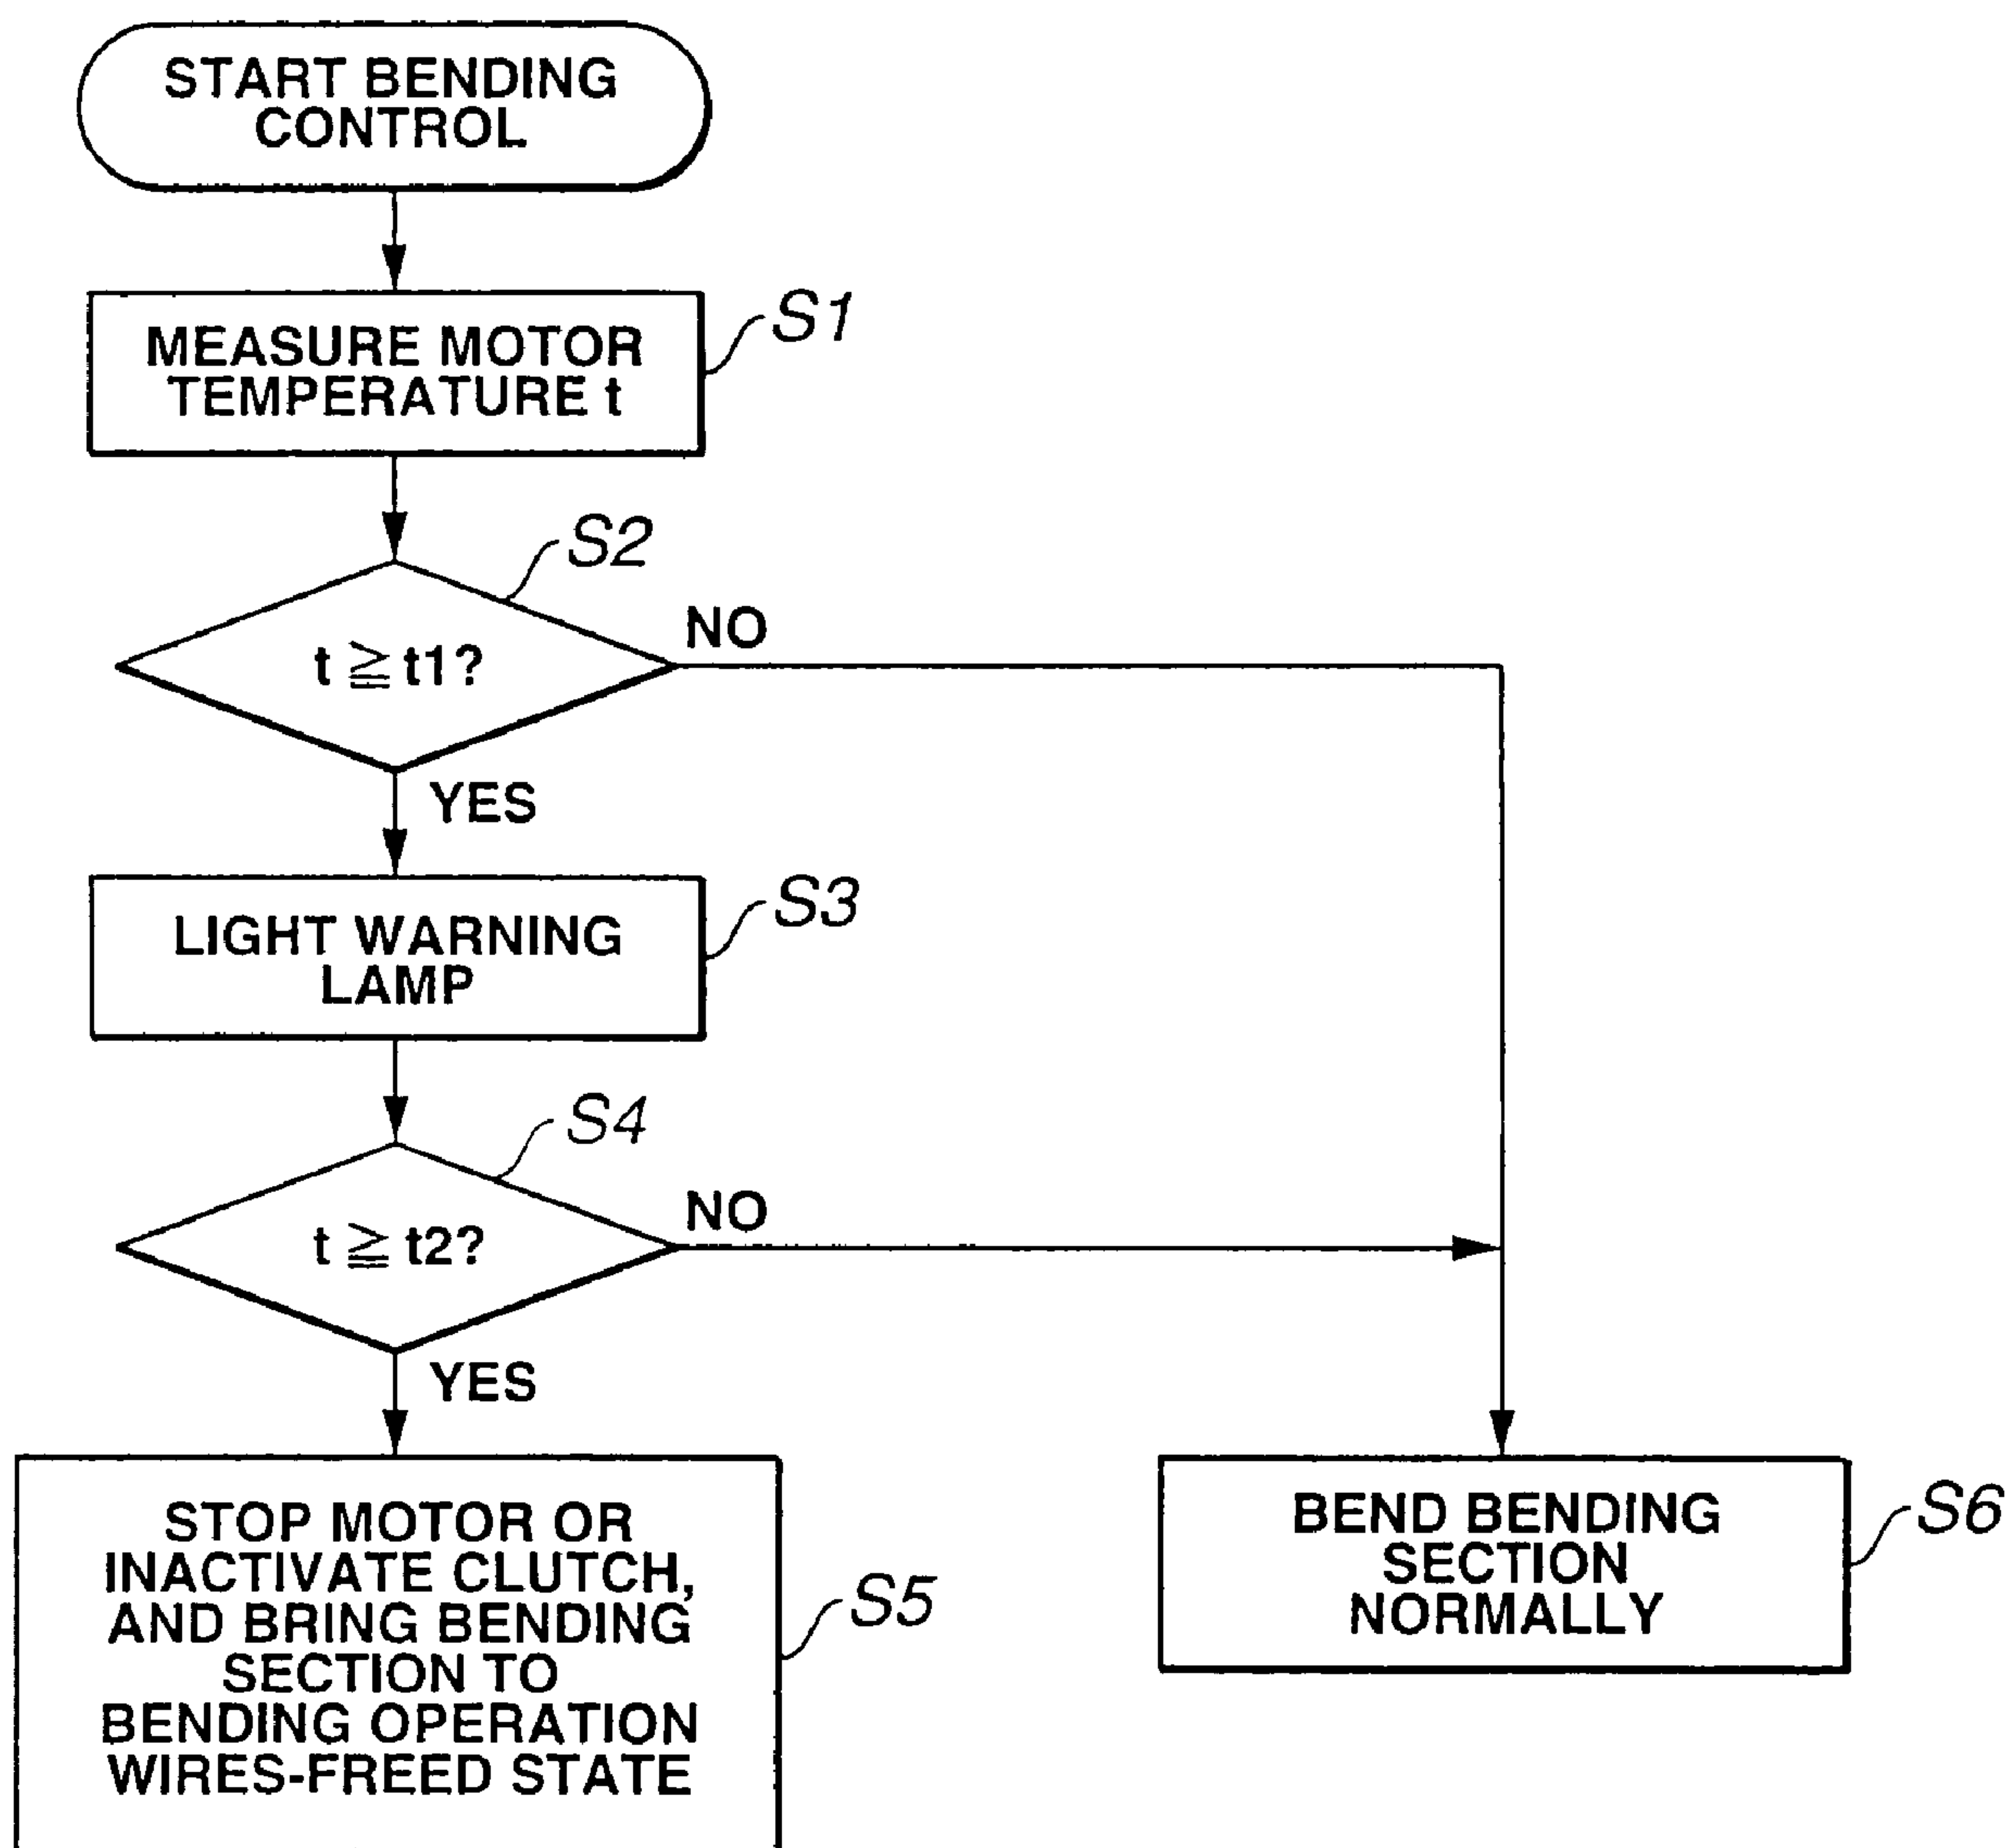 START BENDING
CONTROL
MEASURE MOTOR
TEMPERATURE t
S1
S2
t ≧ t1?
NO
YES
LIGHT WARNING
LAMP
S3
S4
t ≧ t2?
NO
YES
STOP MOTOR OR
INACTIVATE CLUTCH,
AND BRING BENDING
SECTION TO
BENDING OPERATION
WIRES-FREED STATE
S5
BEND BENDING
SECTION
NORMALLY
S6